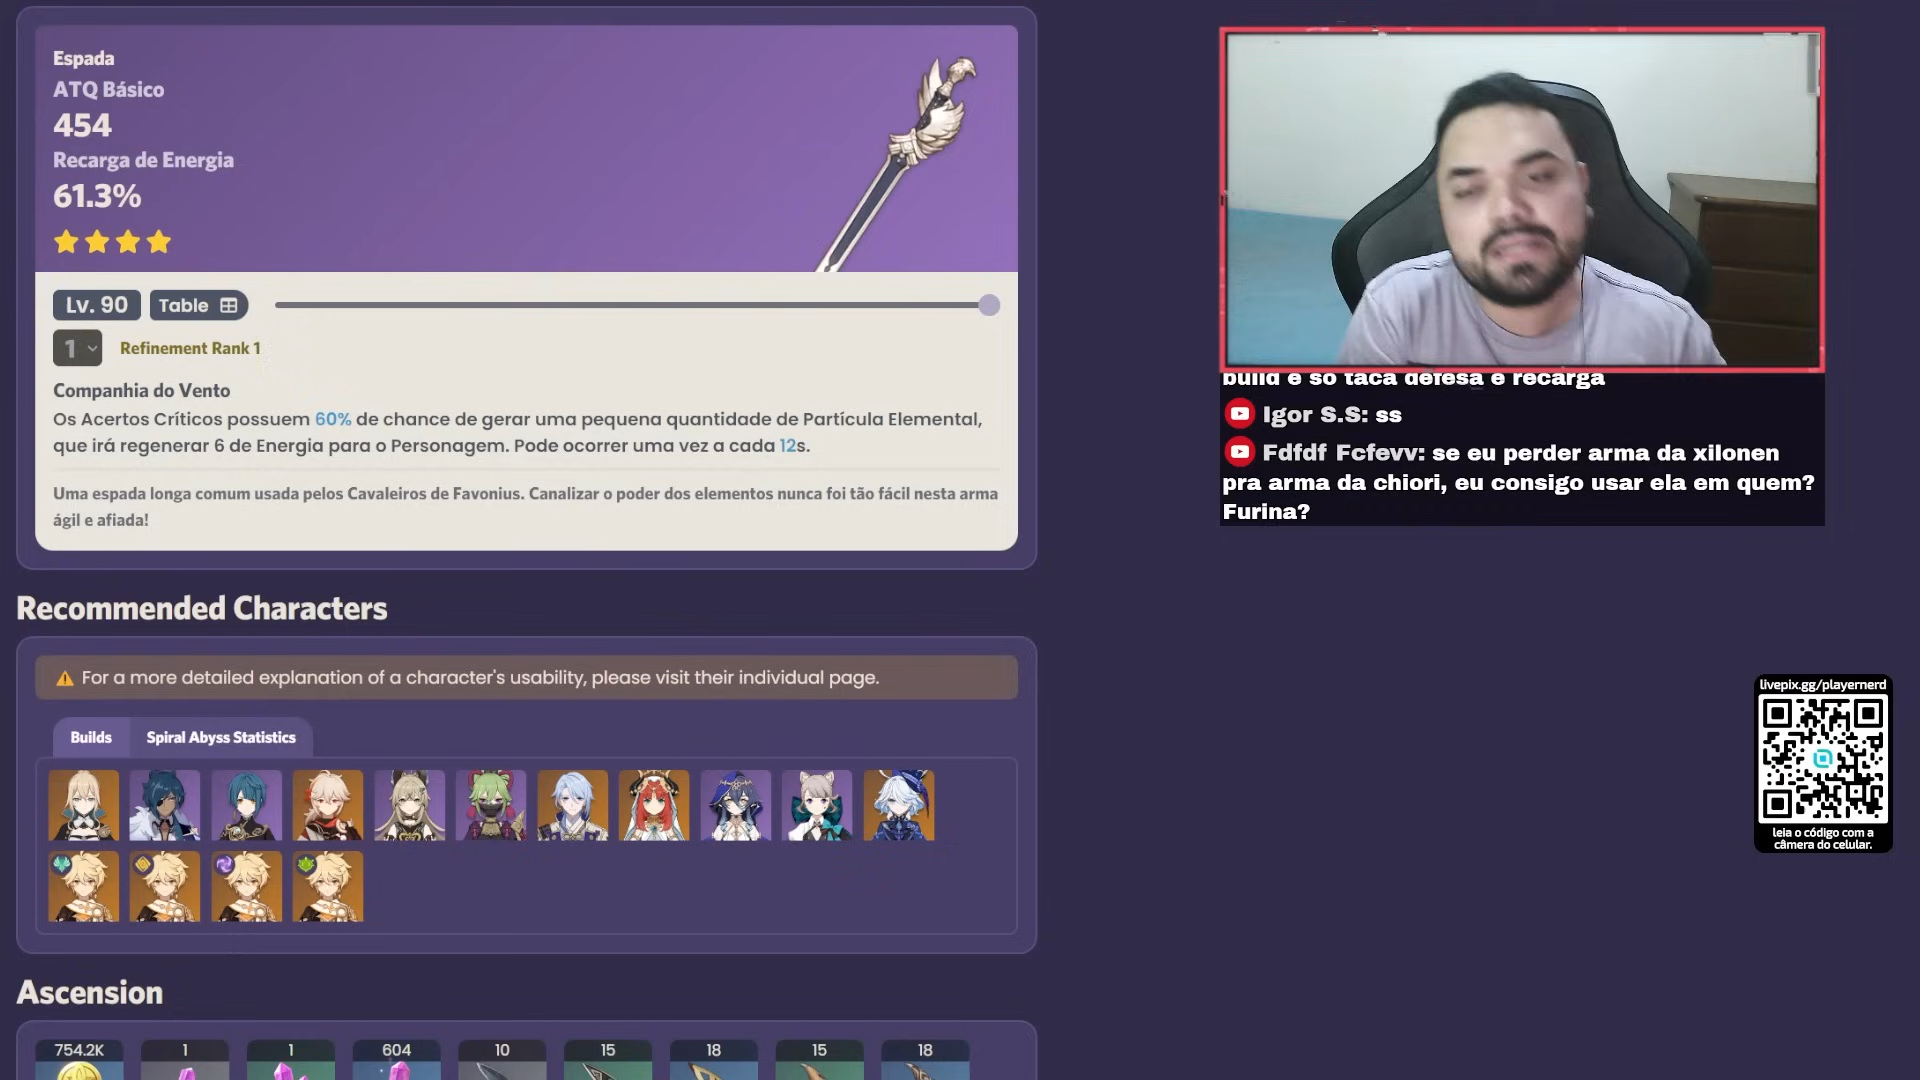 Espada
ATQ Básico
454
Recarga de Energia
61.3%
Lv. 90
Table
1
Refinement Rank 1
Companhia do Vento
Os Acertos Críticos possuem 60% de chance de gerar uma pequena quantidade de Partícula Elemental,
que irá regenerar 6 de Energia para o Personagem. Pode ocorrer uma vez a cada 12s.
Uma espada longa comum usada pelos Cavaleiros de Favonius. Canalizar o poder dos elementos nunca foi tão fácil nesta arma
ágil e afiada!
Recommended Characters
For a more detailed explanation of a character's usability, please visit their individual page.
Builds
Spiral Abyss Statistics
Ascension
754.2K
1
1
604
10
15
18
15
18
build e so taca defesa e recarga
Igor S.S: ss
Fdfdf Fcfevv: se eu perder arma da xilonen
pra arma da chiori, eu consigo usar ela em quem?
Furina?
livepix.gg/playernerd
leia o código com a
câmera do celular.